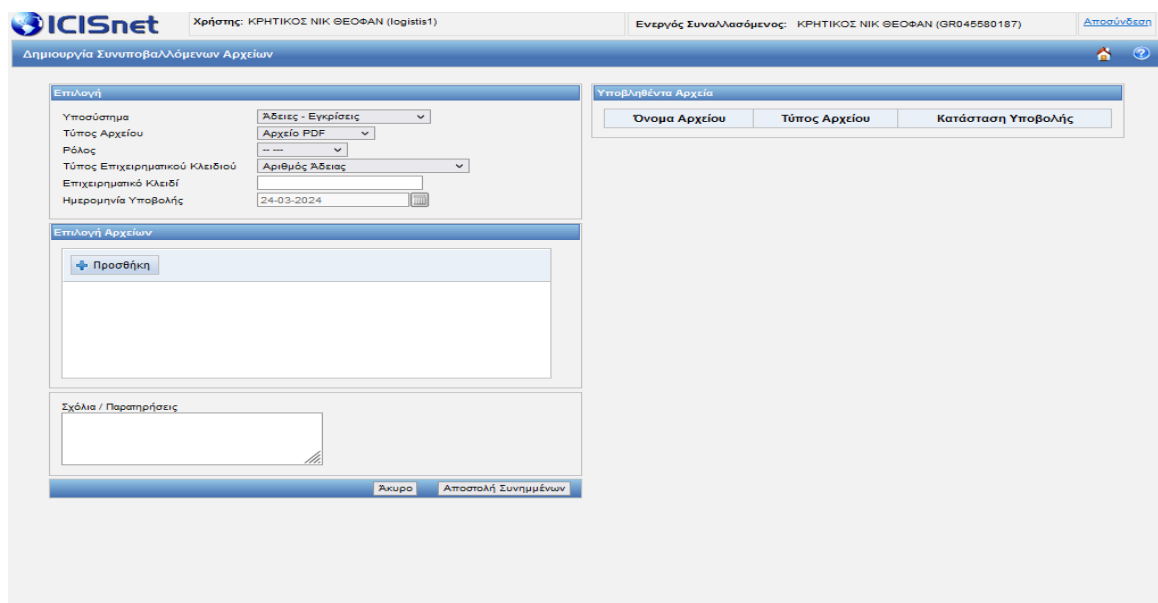 ICISnet
Χρήστης: ΚΡΗΤΙΚΟΣ ΝΙΚ ΘΕΟΦΑΝ (logistis1)
Ενεργός Συναλλασόμενος: ΚΡΗΤΙΚΟΣ ΝΙΚ ΘΕΟΦΑΝ (GR045580187)
Αποσύνδεση
Δημιουργία Συνυποβαλλόμενων Αρχείων
Επιλογή
Υποσύστημα Άδειες - Εγκρίσεις
Τύπος Αρχείου Αρχείο PDF
Ρόλος -- ---
Τύπος Επιχειρηματικού Κλειδιού Αριθμός Άδειας
Επιχειρηματικό Κλειδί
Ημερομηνία Υποβολής 24-03-2024
Επιλογή Αρχείων
Προσθήκη
Σχόλια / Παρατηρήσεις
Άκυρο Αποστολή Συνημμένων
Υποβληθέντα Αρχεία
Όνομα Αρχείου Τύπος Αρχείου Κατάσταση Υποβολής